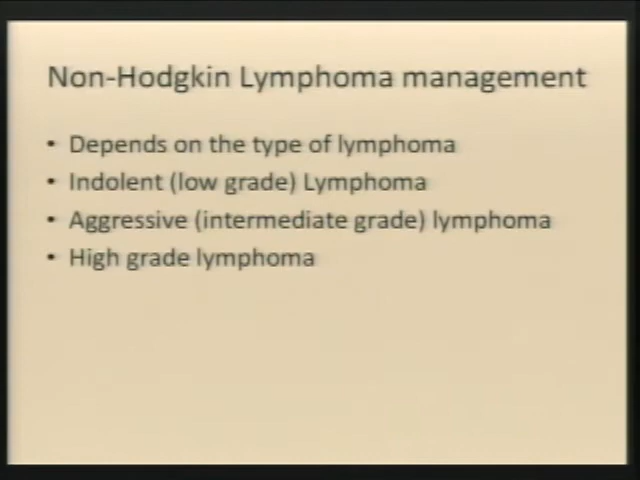 Non-Hodgkin Lymphoma management
• Depends on the type of lymphoma
• Indolent (low grade) Lymphoma
• Aggressive (intermediate grade) lymphoma
• High grade lymphoma